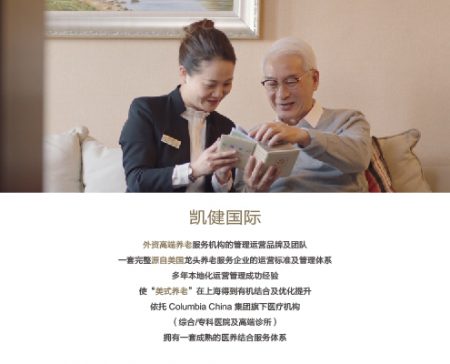 凯健国际
外资高端养老服务机构的管理运营品牌及团队
一套完整源自美国龙头养老服务企业的运营标准及管理体系
多年本地化运营管理成功经验
使“美式养老”在上海得到有机结合及优化提升
依托 Columbia China 集团旗下医疗机构
（综合/专科医院及高端诊所）
拥有一套成熟的医养结合服务体系